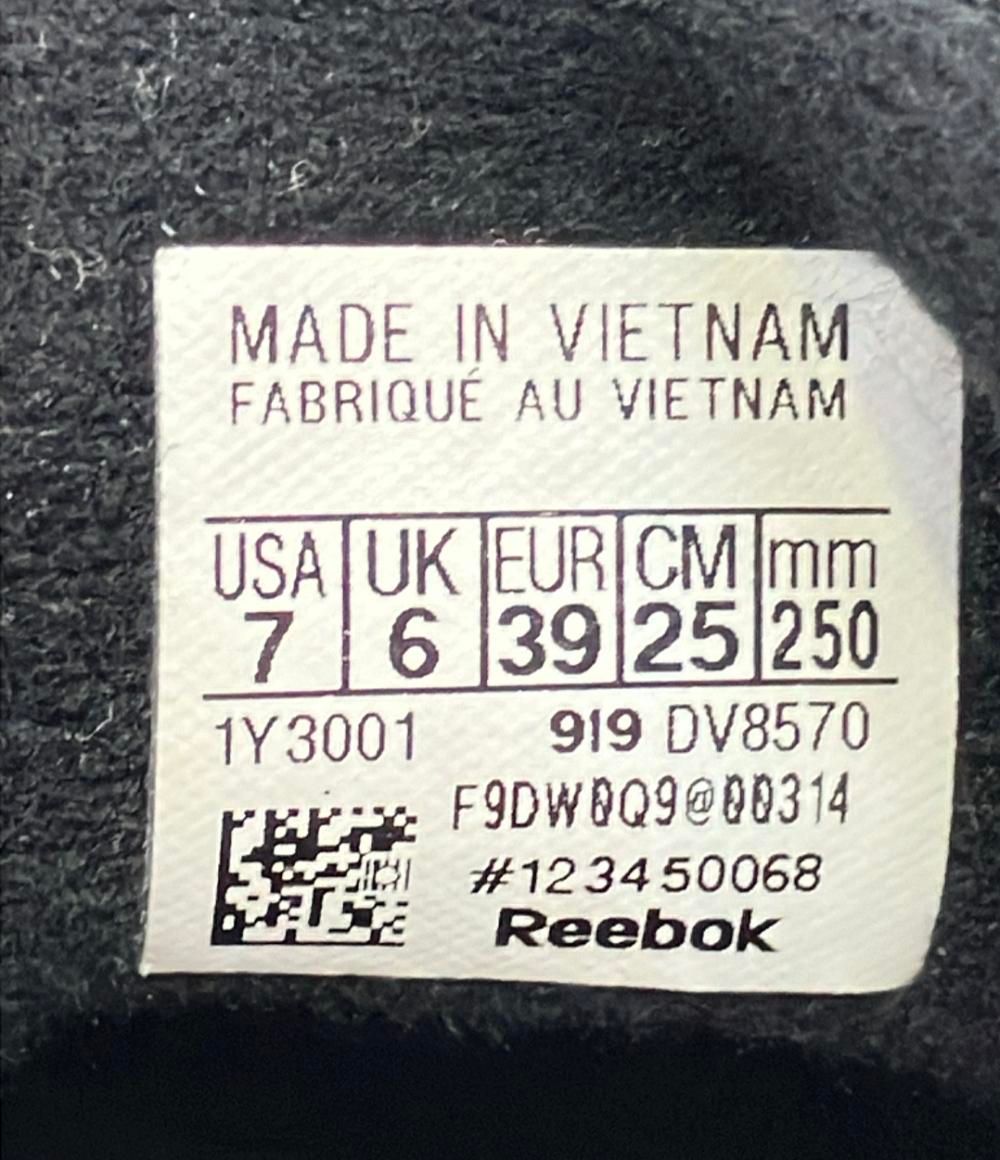 MADE IN VIETNAM
FABRIQUÉ AU VIETNAM
USA UK EUR CM mm
7 6 39 25 250
1Y3001 919 DV8570
F9DW0Q9@00314
#123450068
Reebok